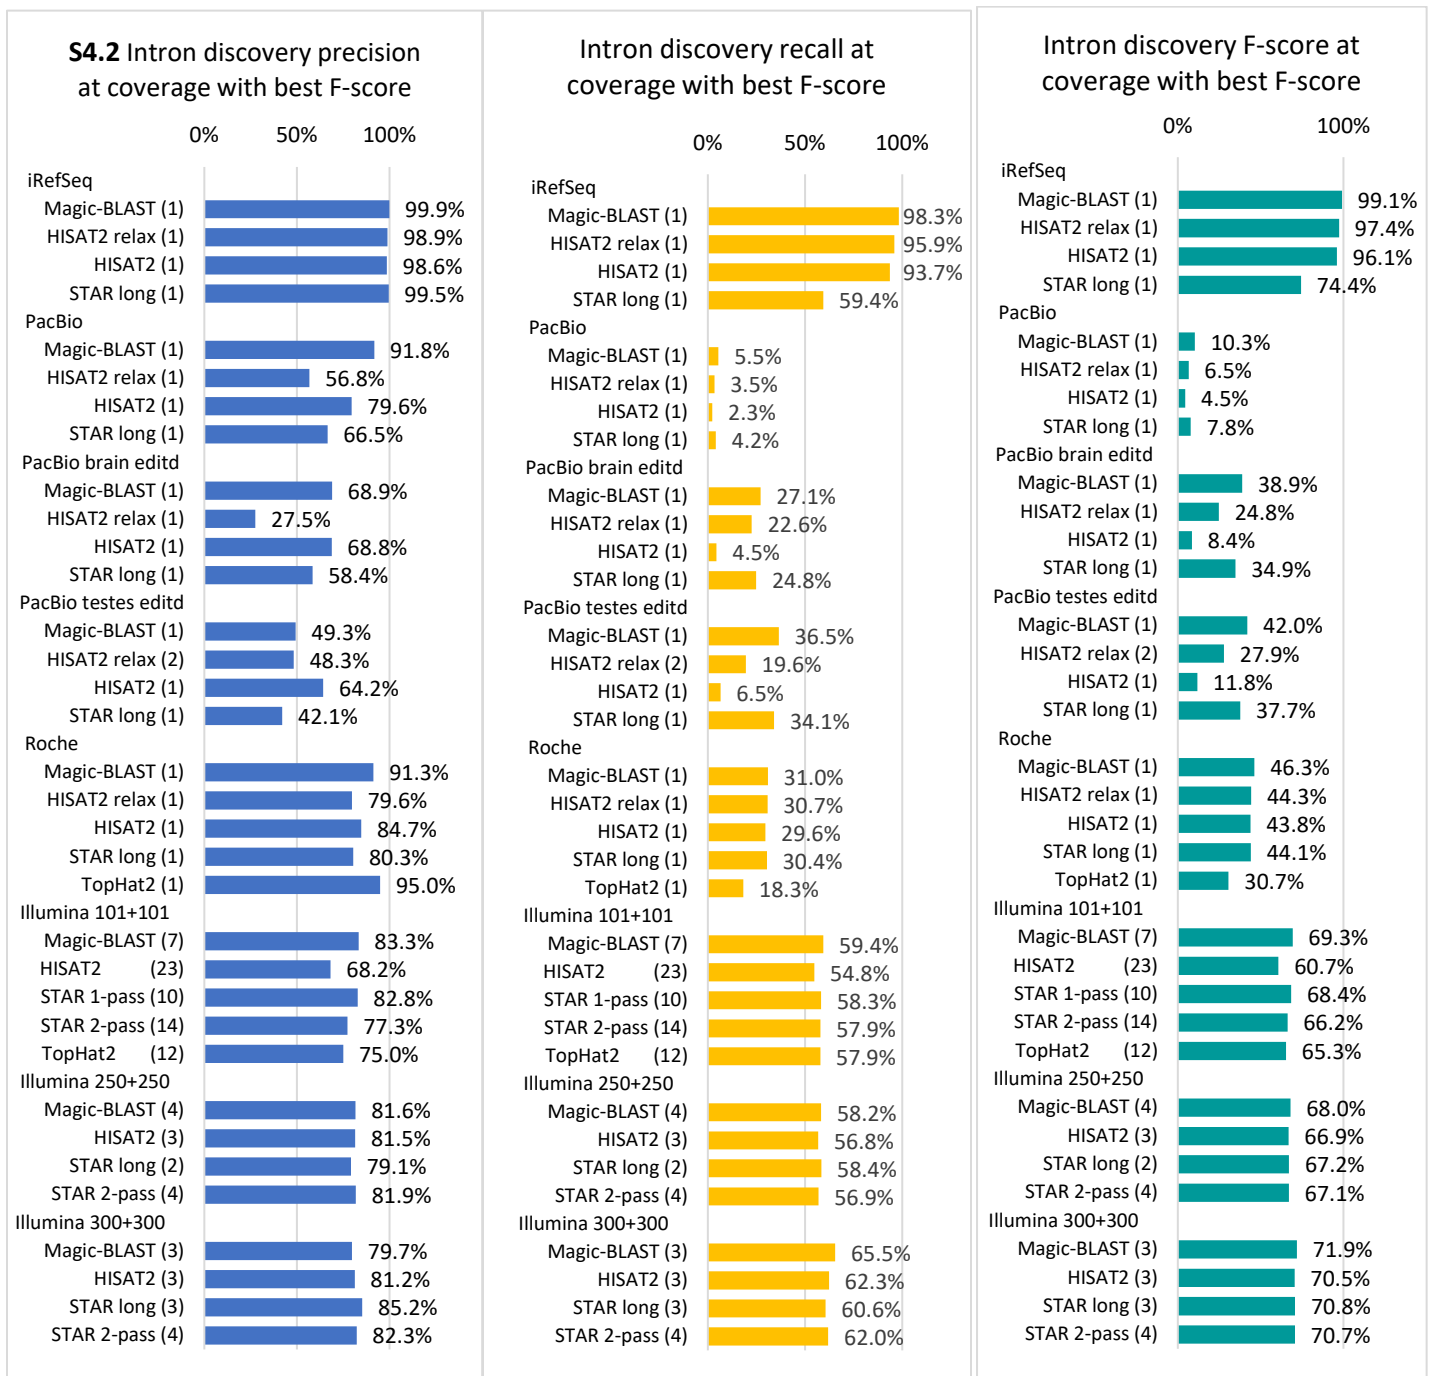 S4.2 Intron discovery precision
at coverage with best F-score
0% 50% 100%
iRefSeq
Magic-BLAST (1) 99.9%
HISAT2 relax (1) 98.9%
HISAT2 (1) 98.6%
STAR long (1) 99.5%
PacBio
Magic-BLAST (1) 91.8%
HISAT2 relax (1) 56.8%
HISAT2 (1) 79.6%
STAR long (1) 66.5%
PacBio brain editd
Magic-BLAST (1) 68.9%
HISAT2 relax (1) 27.5%
HISAT2 (1) 68.8%
STAR long (1) 58.4%
PacBio testes editd
Magic-BLAST (1) 49.3%
HISAT2 relax (2) 48.3%
HISAT2 (1) 64.2%
STAR long (1) 42.1%
Roche
Magic-BLAST (1) 91.3%
HISAT2 relax (1) 79.6%
HISAT2 (1) 84.7%
STAR long (1) 80.3%
TopHat2 (1) 95.0%
Illumina 101+101
Magic-BLAST (7) 83.3%
HISAT2 (23) 68.2%
STAR 1-pass (10) 82.8%
STAR 2-pass (14) 77.3%
TopHat2 (12) 75.0%
Illumina 250+250
Magic-BLAST (4) 81.6%
HISAT2 (3) 81.5%
STAR long (2) 79.1%
STAR 2-pass (4) 81.9%
Illumina 300+300
Magic-BLAST (3) 79.7%
HISAT2 (3) 81.2%
STAR long (3) 85.2%
STAR 2-pass (4) 82.3%
Intron discovery recall at
coverage with best F-score
0% 50% 100%
iRefSeq
Magic-BLAST (1) 98.3%
HISAT2 relax (1) 95.9%
HISAT2 (1) 93.7%
STAR long (1) 59.4%
PacBio
Magic-BLAST (1) 5.5%
HISAT2 relax (1) 3.5%
HISAT2 (1) 2.3%
STAR long (1) 4.2%
PacBio brain editd
Magic-BLAST (1) 27.1%
HISAT2 relax (1) 22.6%
HISAT2 (1) 4.5%
STAR long (1) 24.8%
PacBio testes editd
Magic-BLAST (1) 36.5%
HISAT2 relax (2) 19.6%
HISAT2 (1) 6.5%
STAR long (1) 34.1%
Roche
Magic-BLAST (1) 31.0%
HISAT2 relax (1) 30.7%
HISAT2 (1) 29.6%
STAR long (1) 30.4%
TopHat2 (1) 18.3%
Illumina 101+101
Magic-BLAST (7) 59.4%
HISAT2 (23) 54.8%
STAR 1-pass (10) 58.3%
STAR 2-pass (14) 57.9%
TopHat2 (12) 57.9%
Illumina 250+250
Magic-BLAST (4) 58.2%
HISAT2 (3) 56.8%
STAR long (2) 58.4%
STAR 2-pass (4) 56.9%
Illumina 300+300
Magic-BLAST (3) 65.5%
HISAT2 (3) 62.3%
STAR long (3) 60.6%
STAR 2-pass (4) 62.0%
Intron discovery F-score at
coverage with best F-score
0% 100%
iRefSeq
Magic-BLAST (1) 99.1%
HISAT2 relax (1) 97.4%
HISAT2 (1) 96.1%
STAR long (1) 74.4%
PacBio
Magic-BLAST (1) 10.3%
HISAT2 relax (1) 6.5%
HISAT2 (1) 4.5%
STAR long (1) 7.8%
PacBio brain editd
Magic-BLAST (1) 38.9%
HISAT2 relax (1) 24.8%
HISAT2 (1) 8.4%
STAR long (1) 34.9%
PacBio testes editd
Magic-BLAST (1) 42.0%
HISAT2 relax (2) 27.9%
HISAT2 (1) 11.8%
STAR long (1) 37.7%
Roche
Magic-BLAST (1) 46.3%
HISAT2 relax (1) 44.3%
HISAT2 (1) 43.8%
STAR long (1) 44.1%
TopHat2 (1) 30.7%
Illumina 101+101
Magic-BLAST (7) 69.3%
HISAT2 (23) 60.7%
STAR 1-pass (10) 68.4%
STAR 2-pass (14) 66.2%
TopHat2 (12) 65.3%
Illumina 250+250
Magic-BLAST (4) 68.0%
HISAT2 (3) 66.9%
STAR long (2) 67.2%
STAR 2-pass (4) 67.1%
Illumina 300+300
Magic-BLAST (3) 71.9%
HISAT2 (3) 70.5%
STAR long (3) 70.8%
STAR 2-pass (4) 70.7%